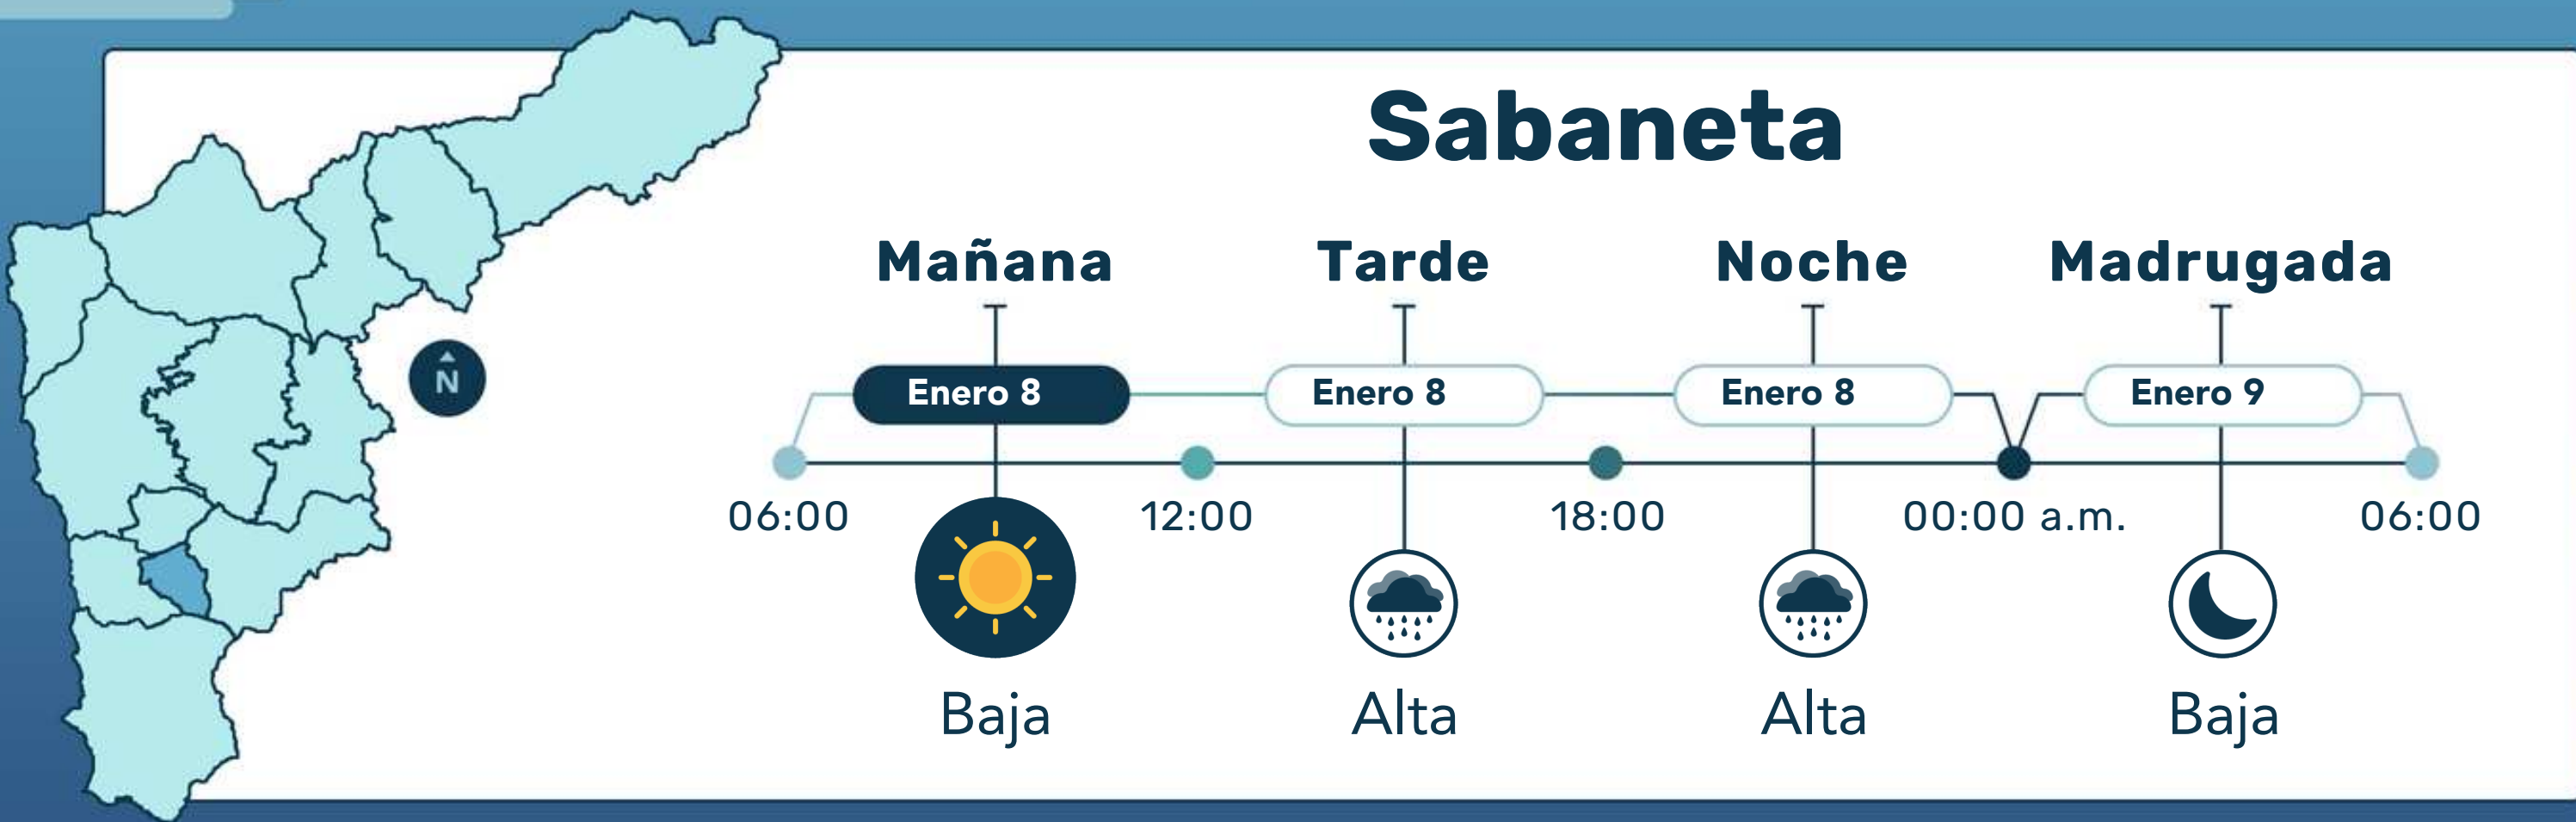 Sabaneta
Mañana Tarde Noche Madrugada
Enero 8 Enero 8 Enero 8 Enero 9
N
06:00 12:00 18:00 00:00 a.m. 06:00
Baja Alta Alta Baja